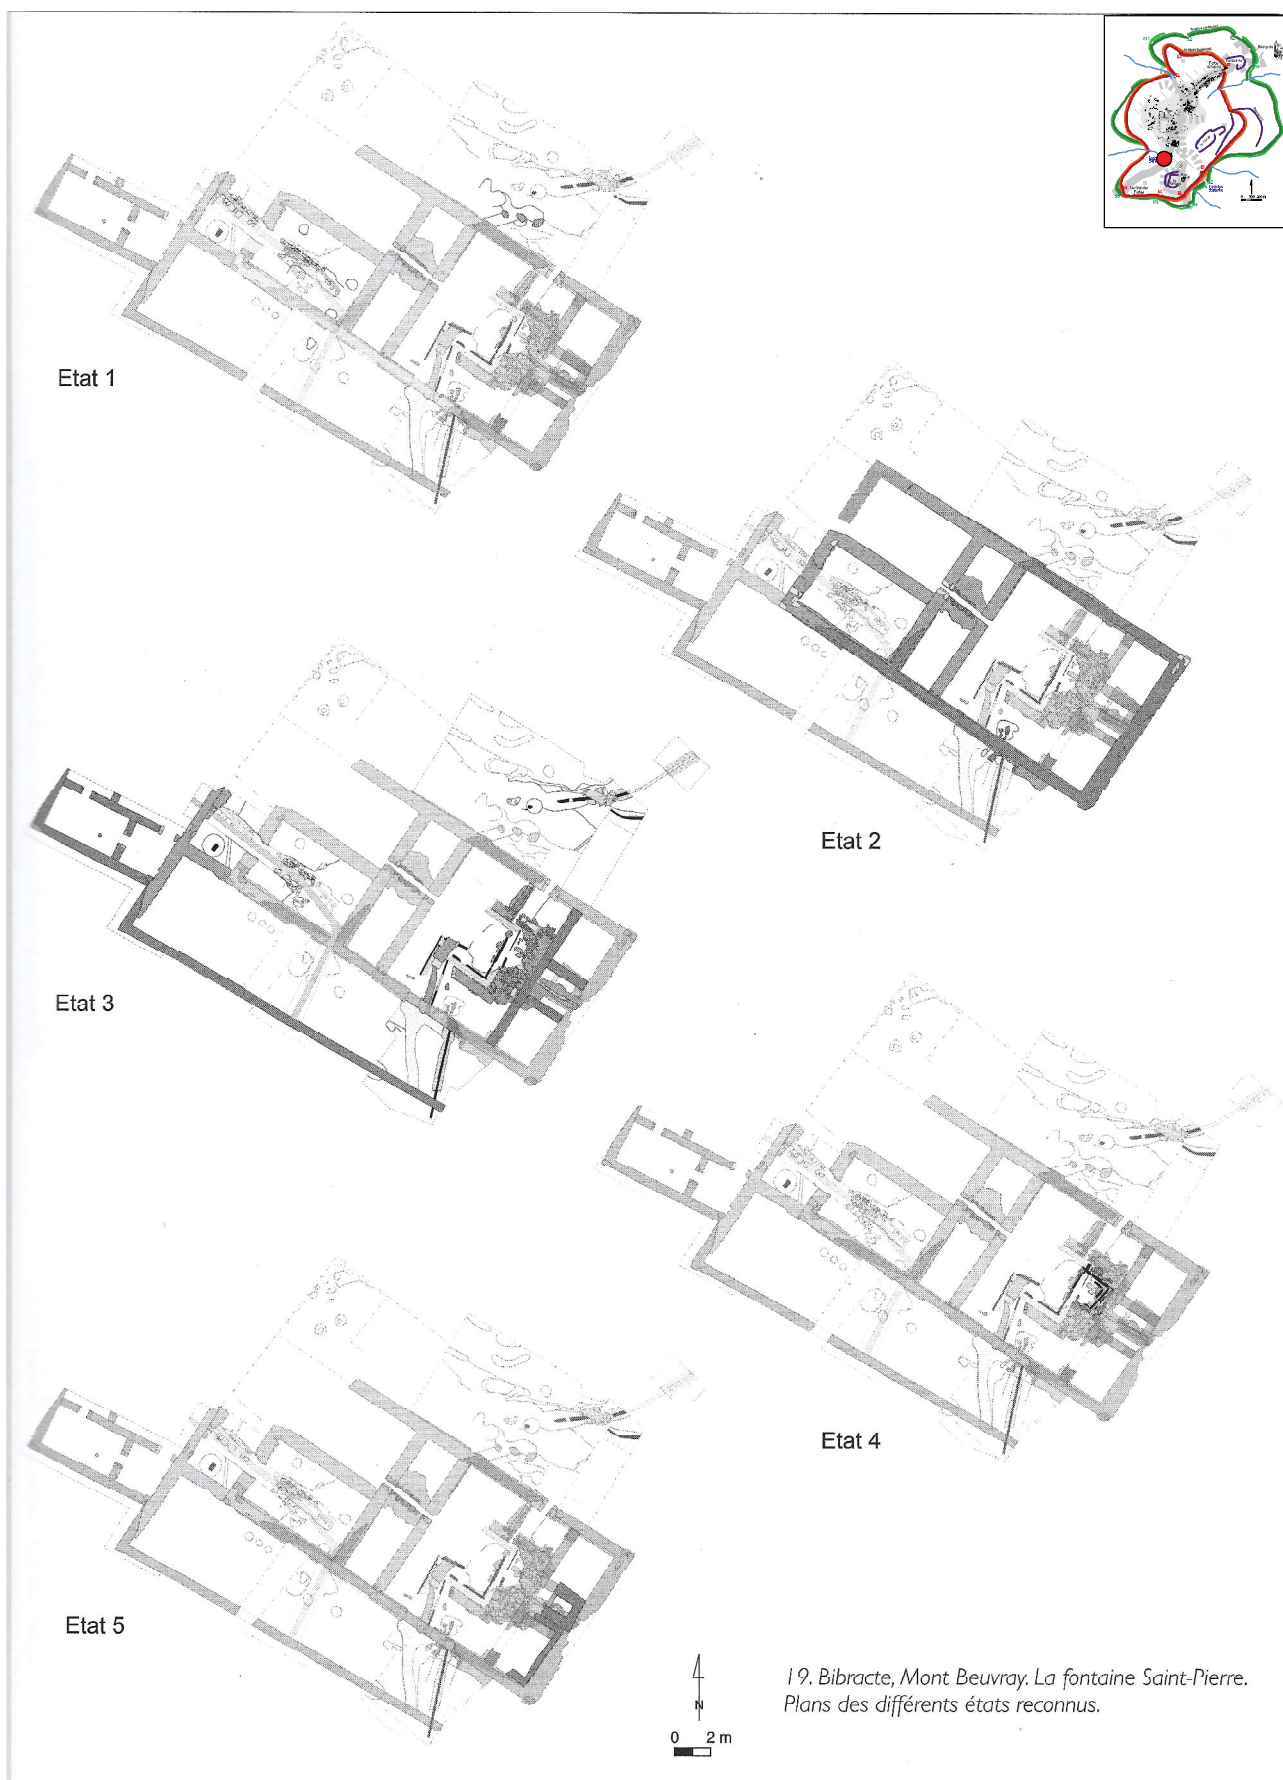 Etat 1
Etat 2
Etat 3
Etat 4
Etat 5
N
0 2 m
19. Bibracte, Mont Beuvray. La fontaine Saint-Pierre.
Plans des différents états reconnus.